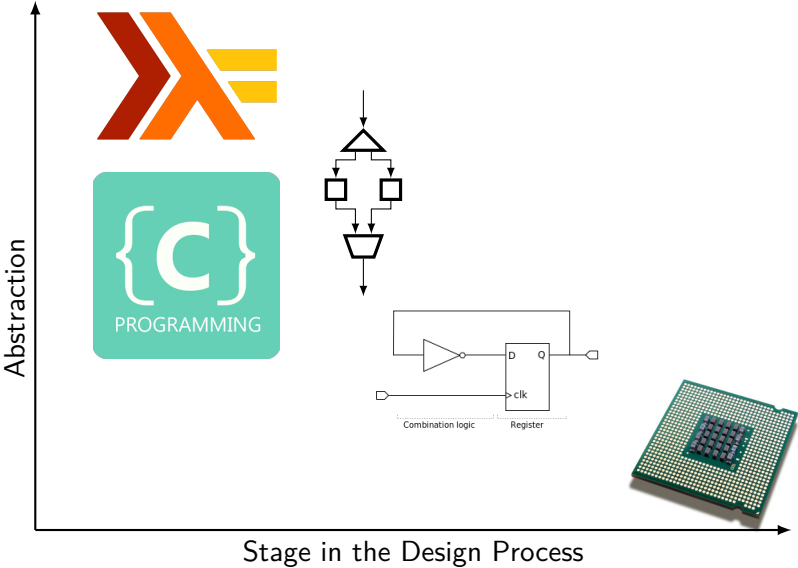 Abstraction
{C}
PROGRAMMING
D Q
clk
Combination logic
Register
Stage in the Design Process